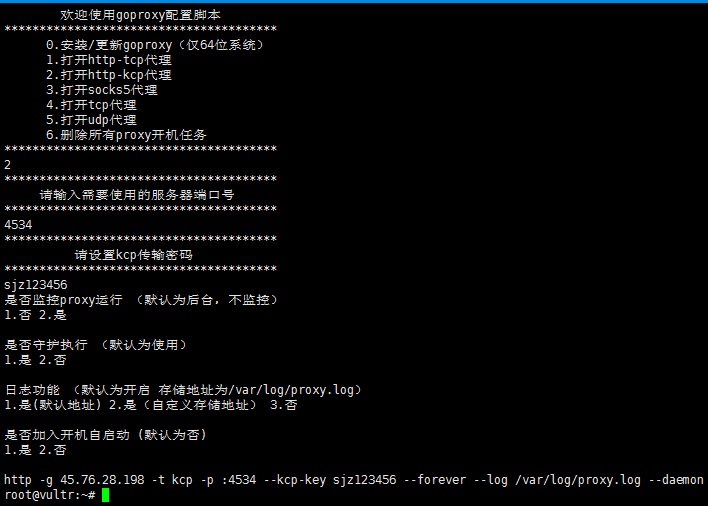 欢迎使用goproxy配置脚本
***************************************
0.安装/更新goproxy（仅64位系统）
1.打开http-tcp代理
2.打开http-kcp代理
3.打开socks5代理
4.打开tcp代理
5.打开udp代理
6.删除所有proxy开机任务
***************************************
2
***************************************
请输入需要使用的服务器端口号
***************************************
4534
***************************************
请设置kcp传输密码
***************************************
sjz123456
是否监控proxy运行 （默认为后台，不监控）
1.否 2.是
是否守护执行 （默认为使用）
1.是 2.否
日志功能 （默认为开启 存储地址为/var/log/proxy.log）
1.是(默认地址) 2.是（自定义存储地址） 3.否
是否加入开机自启动（默认为否)
1.是 2.否
http -g 45.76.28.198 -t kcp -p :4534 --kcp-key sjz123456 --forever --log /var/log/proxy.log --daemon
root@vultr:~#